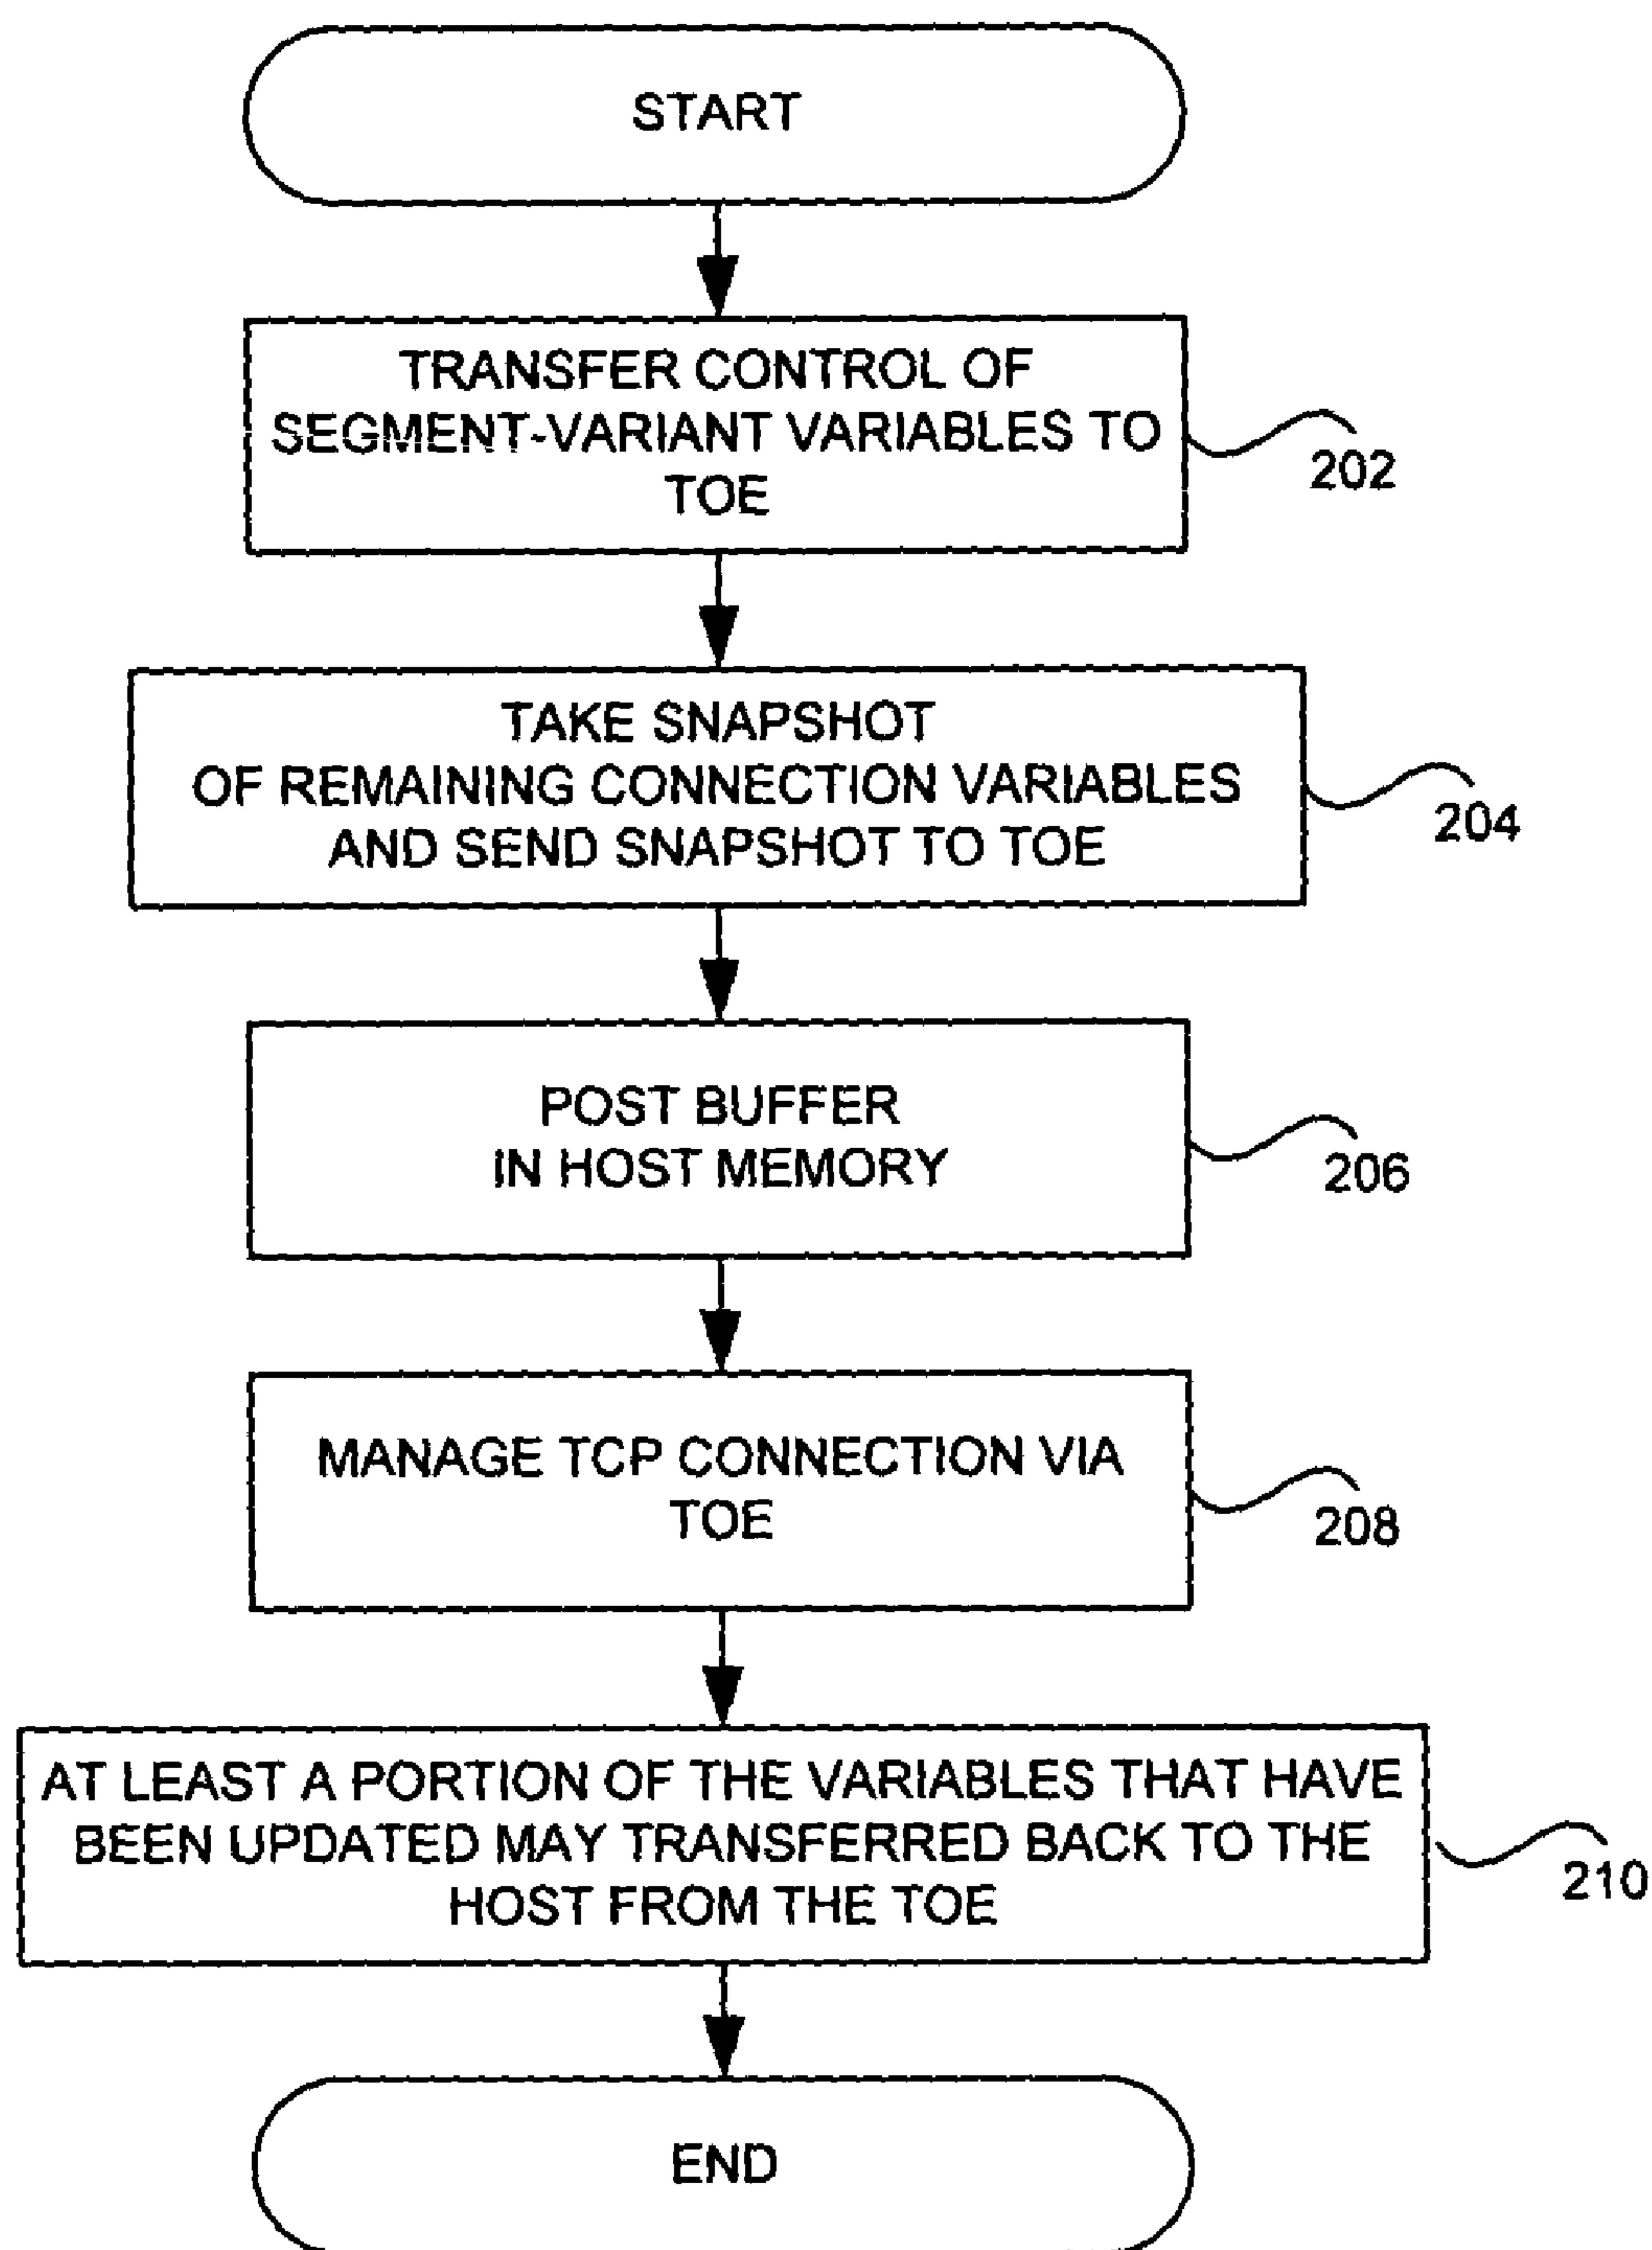 START
TRANSFER CONTROL OF
SEGMENT-VARIANT VARIABLES TO
TOE
202
TAKE SNAPSHOT
OF REMAINING CONNECTION VARIABLES
AND SEND SNAPSHOT TO TOE
204
POST BUFFER
IN HOST MEMORY
206
MANAGE TCP CONNECTION VIA
TOE
208
AT LEAST A PORTION OF THE VARIABLES THAT HAVE
BEEN UPDATED MAY TRANSFERRED BACK TO THE
HOST FROM THE TOE
210
END